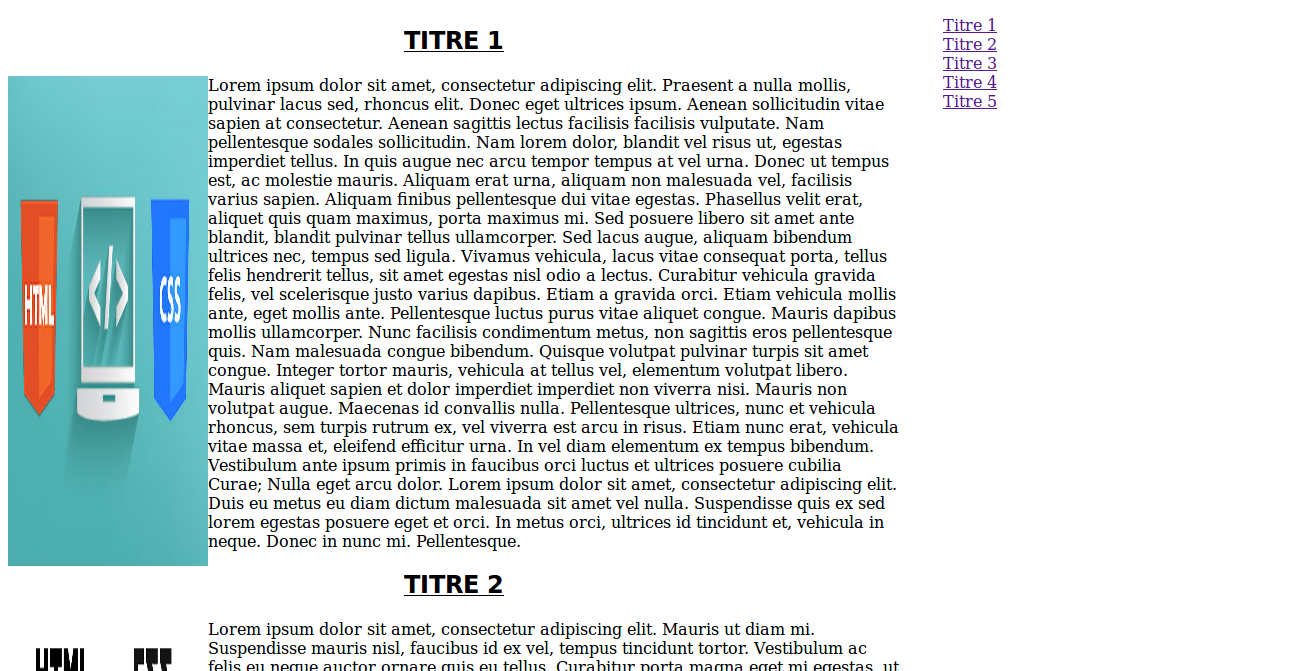 TITRE 1
Titre 1
Titre 2
Titre 3
Titre 4
Titre 5
HTML
</>
CSS
Lorem ipsum dolor sit amet, consectetur adipiscing elit. Praesent a nulla mollis,
pulvinar lacus sed, rhoncus elit. Donec eget ultrices ipsum. Aenean sollicitudin vitae
sapien at consectetur. Aenean sagittis lectus facilisis facilisis vulputate. Nam
pellentesque sodales sollicitudin. Nam lorem dolor, blandit vel risus ut, egestas
imperdiet tellus. In quis augue nec arcu tempor tempus at vel urna. Donec ut tempus
est, ac molestie mauris. Aliquam erat urna, aliquam non malesuada vel, facilisis
varius sapien. Aliquam finibus pellentesque dui vitae egestas. Phasellus velit erat,
aliquet quis quam maximus, porta maximus mi. Sed posuere libero sit amet ante
blandit, blandit pulvinar tellus ullamcorper. Sed lacus augue, aliquam bibendum
ultrices nec, tempus sed ligula. Vivamus vehicula, lacus vitae consequat porta, tellus
felis hendrerit tellus, sit amet egestas nisl odio a lectus. Curabitur vehicula gravida
felis, vel scelerisque justo varius dapibus. Etiam a gravida orci. Etiam vehicula mollis
ante, eget mollis ante. Pellentesque luctus purus vitae aliquet congue. Mauris dapibus
mollis ullamcorper. Nunc facilisis condimentum metus, non sagittis eros pellentesque
quis. Nam malesuada congue bibendum. Quisque volutpat pulvinar turpis sit amet
congue. Integer tortor mauris, vehicula at tellus vel, elementum volutpat libero.
Mauris aliquet sapien et dolor imperdiet imperdiet non viverra nisi. Mauris non
volutpat augue. Maecenas id convallis nulla. Pellentesque ultrices, nunc et vehicula
rhoncus, sem turpis rutrum ex, vel viverra est arcu in risus. Etiam nunc erat, vehicula
vitae massa et, eleifend efficitur urna. In vel diam elementum ex tempus bibendum.
Vestibulum ante ipsum primis in faucibus orci luctus et ultrices posuere cubilia
Curae; Nulla eget arcu dolor. Lorem ipsum dolor sit amet, consectetur adipiscing elit.
Duis eu metus eu diam dictum malesuada sit amet vel nulla. Suspendisse quis ex sed
lorem egestas posuere eget et orci. In metus orci, ultrices id tincidunt et, vehicula in
neque. Donec in nunc mi. Pellentesque.
TITRE 2
HTML CSS
Lorem ipsum dolor sit amet, consectetur adipiscing elit. Mauris ut diam mi.
Suspendisse mauris nisl, faucibus id ex vel, tempus tincidunt tortor. Vestibulum ac
felis eu neque auctor ornare quis eu tellus. Curabitur porta magna eget mi egestas, ut